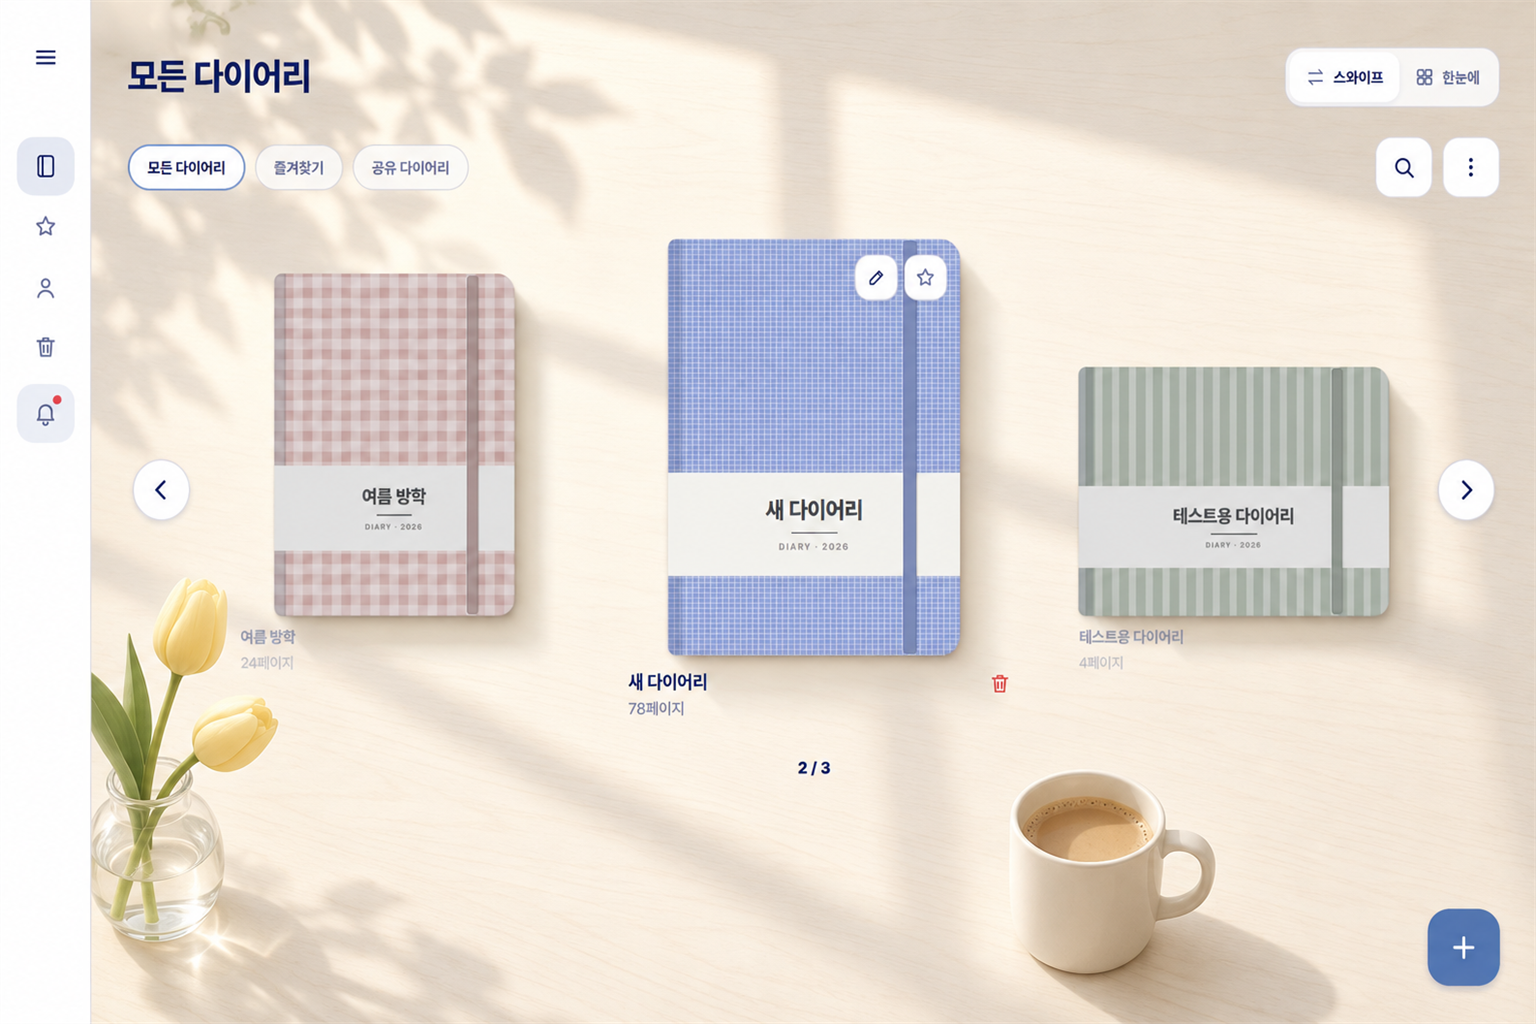 모든 다이어리
스와이프
한눈에
모든 다이어리
즐겨찾기
공유 다이어리
여름 방학
DIARY · 2026
새 다이어리
DIARY · 2026
테스트용 다이어리
DIARY · 2026
여름 방학
24페이지
새 다이어리
78페이지
테스트용 다이어리
4페이지
2 / 3